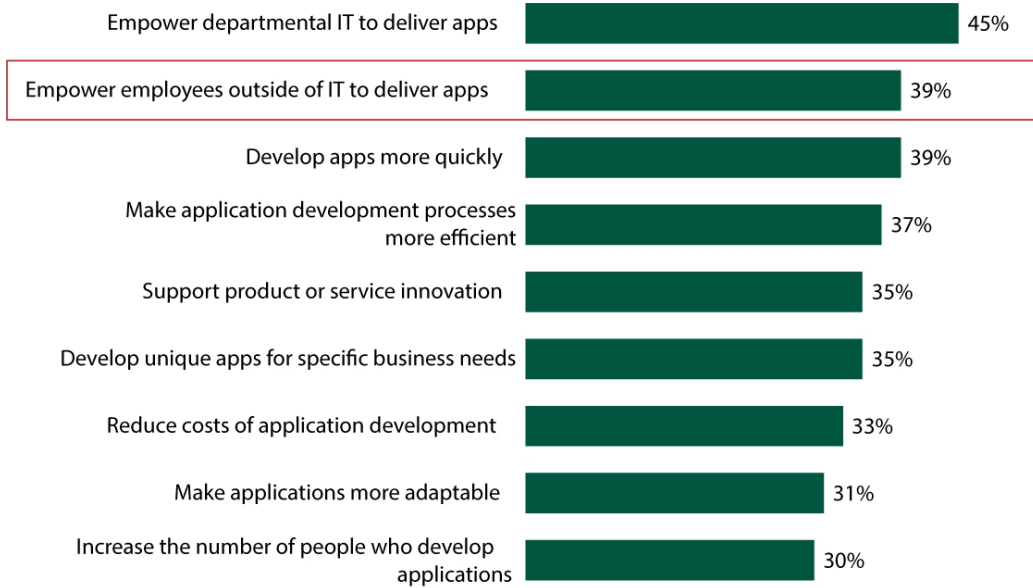 Empower departmental IT to deliver apps 45%
Empower employees outside of IT to deliver apps 39%
Develop apps more quickly 39%
Make application development processes
more efficient 37%
Support product or service innovation 35%
Develop unique apps for specific business needs 35%
Reduce costs of application development 33%
Make applications more adaptable 31%
Increase the number of people who develop
applications 30%